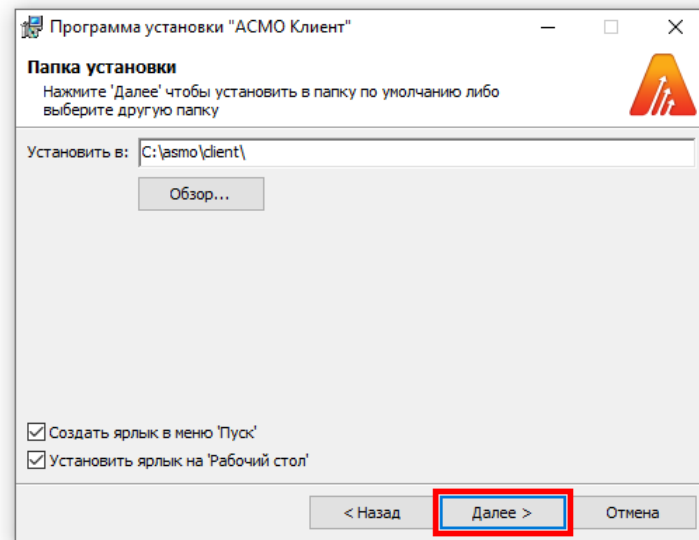 Программа установки "АСМО Клиент"
Папка установки
Нажмите 'Далее' чтобы установить в папку по умолчанию либо
выберите другую папку
Установить в: C:\asmo\client\
Обзор...
Создать ярлык в меню 'Пуск'
Установить ярлык на 'Рабочий стол'
< Назад Далее > Отмена